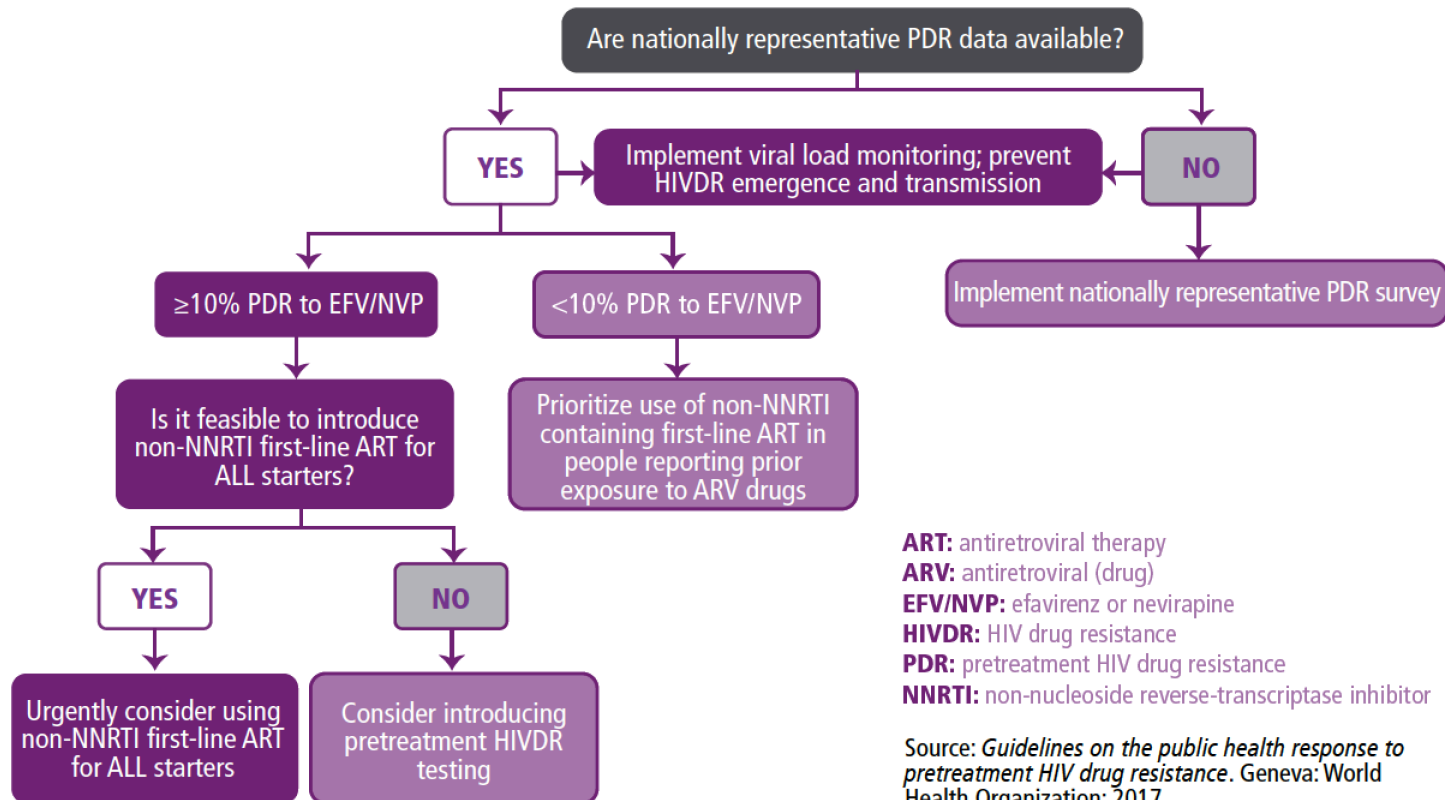 Are nationally representative PDR data available?
YES
Implement viral load monitoring; prevent
HIVDR emergence and transmission
NO
≥10% PDR to EFV/NVP
<10% PDR to EFV/NVP
Implement nationally representative PDR survey
Is it feasible to introduce
non-NNRTI first-line ART for
ALL starters?
Prioritize use of non-NNRTI
containing first-line ART in
people reporting prior
exposure to ARV drugs
YES
NO
Urgently consider using
non-NNRTI first-line ART
for ALL starters
Consider introducing
pretreatment HIVDR
testing
ART: antiretroviral therapy
ARV: antiretroviral (drug)
EFV/NVP: efavirenz or nevirapine
HIVDR: HIV drug resistance
PDR: pretreatment HIV drug resistance
NNRTI: non-nucleoside reverse-transcriptase inhibitor
Source: Guidelines on the public health response to
pretreatment HIV drug resistance. Geneva: World
Health Organization; 2017